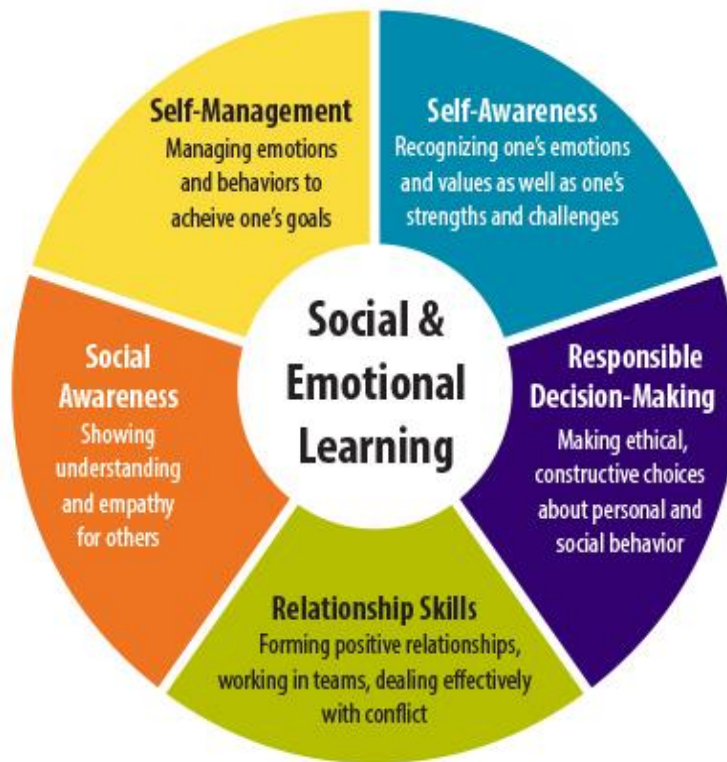 Self-Management
Managing emotions
and behaviors to
acheive one's goals
Self-Awareness
Recognizing one's emotions
and values as well as one's
strengths and challenges
Social &
Emotional
Learning
Social
Awareness
Showing
understanding
and empathy
for others
Responsible
Decision-Making
Making ethical,
constructive choices
about personal and
social behavior
Relationship Skills
Forming positive relationships,
working in teams, dealing effectively
with conflict